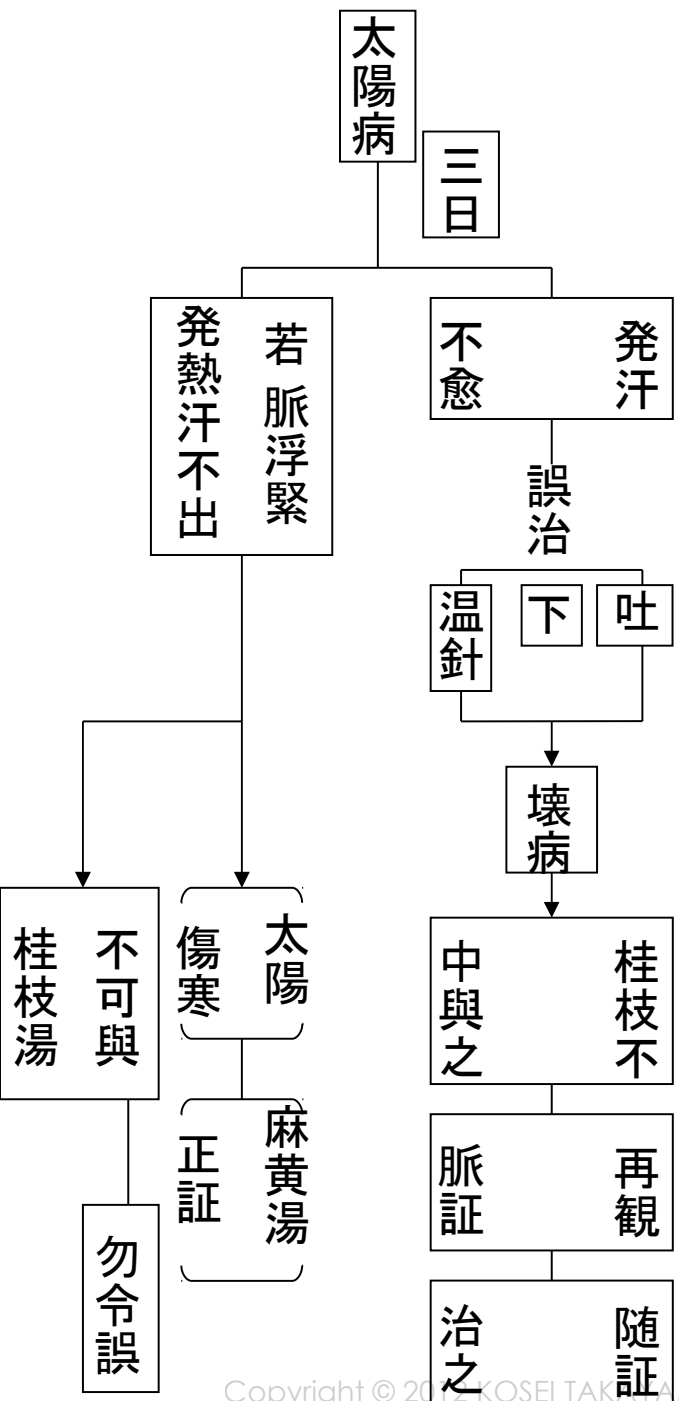 太陽病
三日
発汗
不愈
誤治
吐
下
温針
壊病
桂枝不
中與之
再観
脈証
随証
治之
若 脈浮緊
発熱汗不出
太陽
傷寒
麻黄湯
正証
不可與
桂枝湯
勿令誤
Copyright © 2012 KOSEI TAKAYA